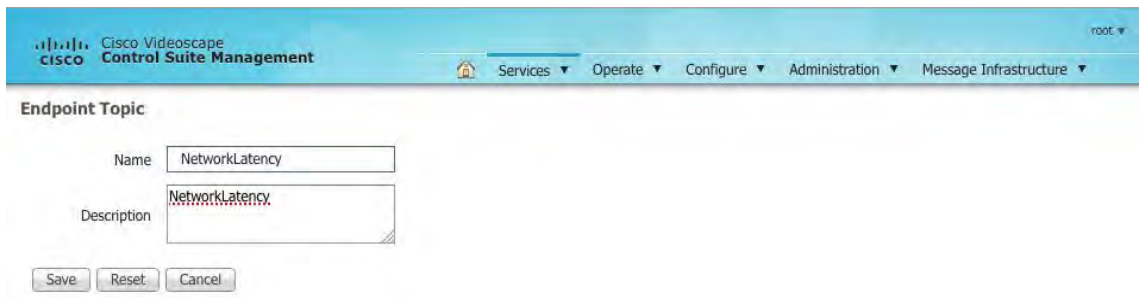 root
Cisco Videoscape
CISCO Control Suite Management
Services Operate Configure Administration Message Infrastructure
Endpoint Topic
Name NetworkLatency
Description NetworkLatency
Save Reset Cancel